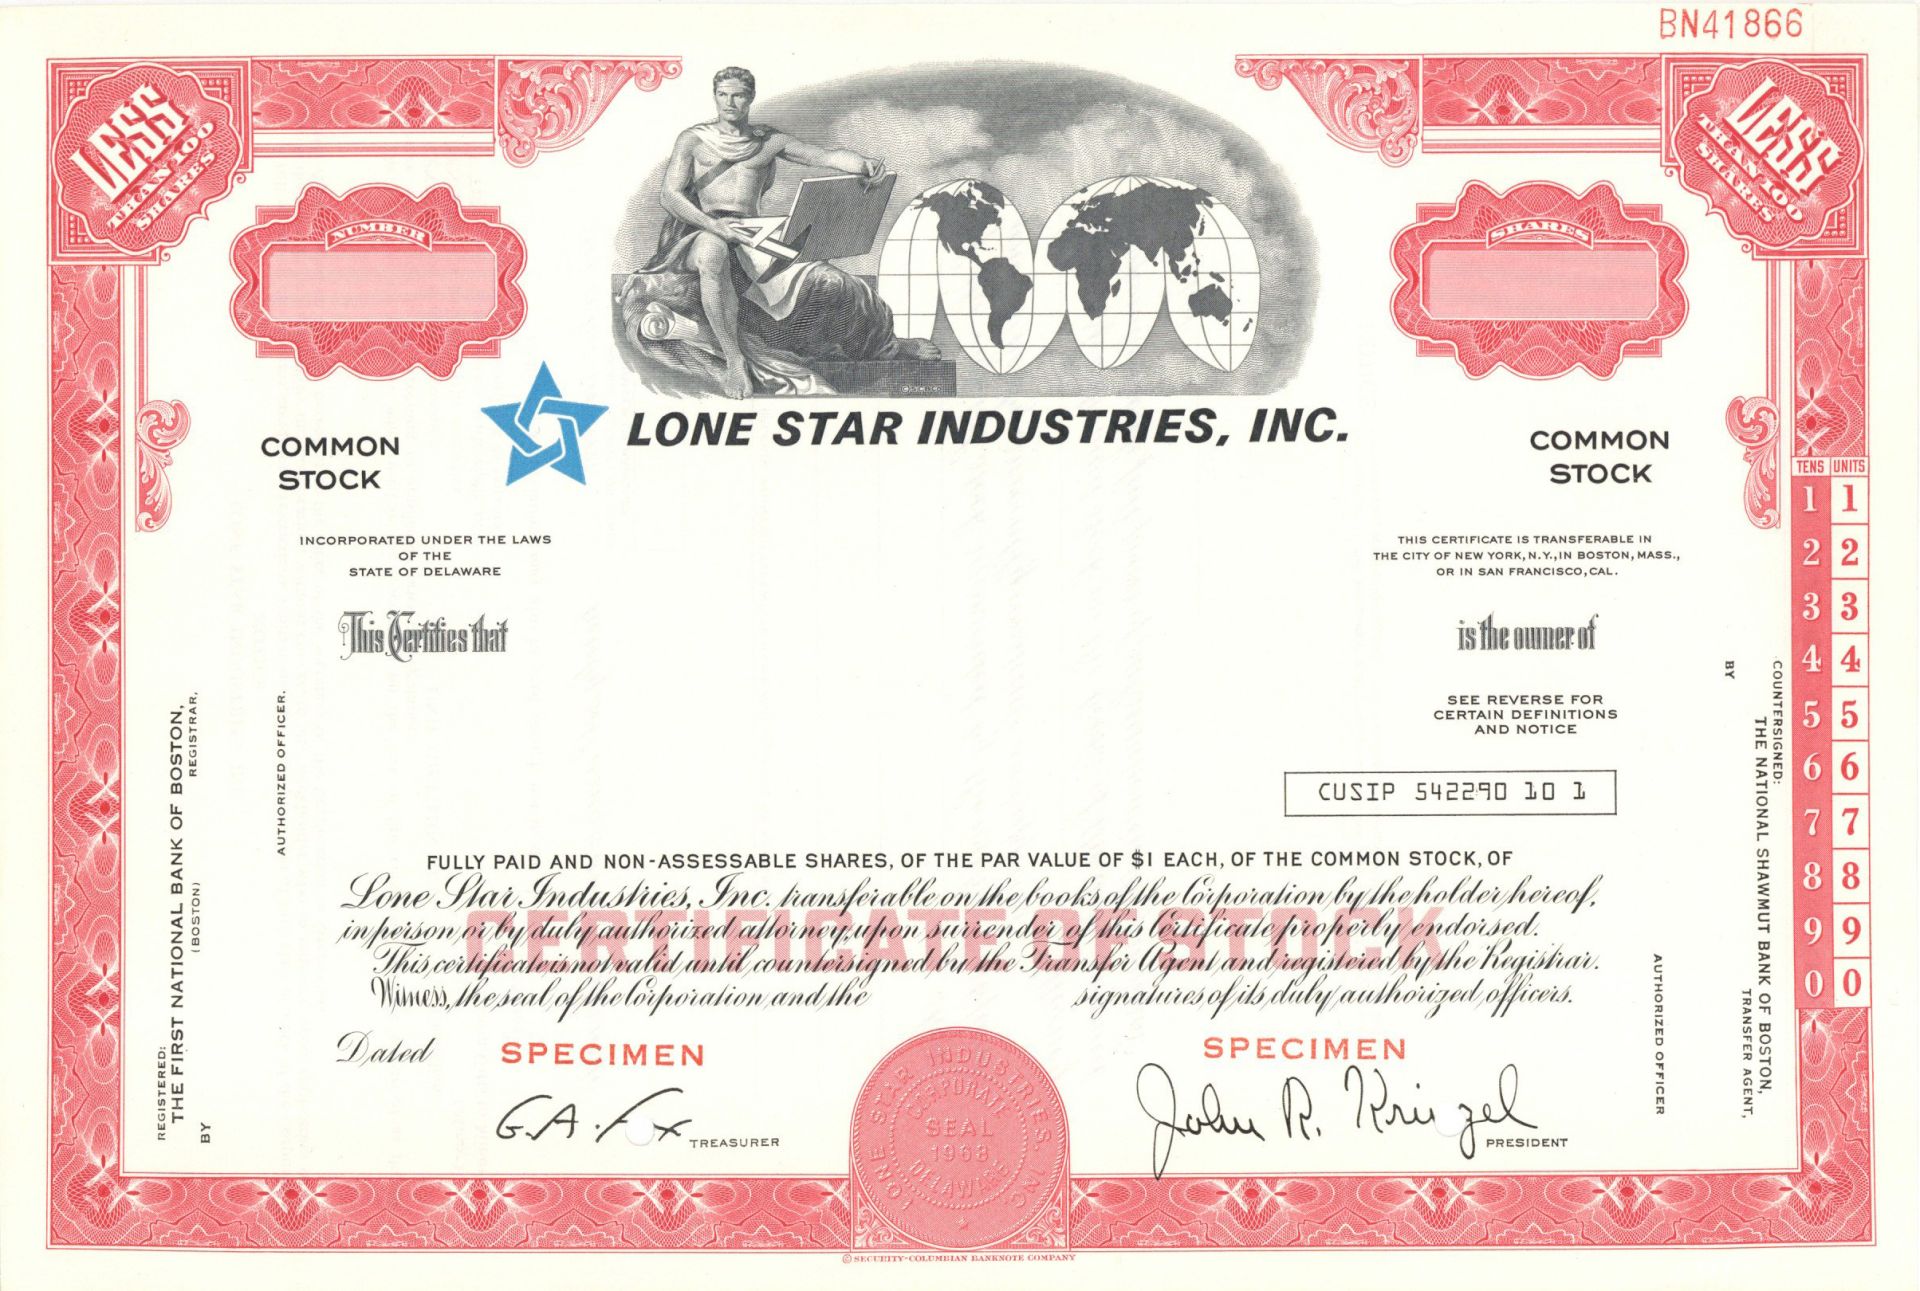 BN41866
LESS
THAN 100
SHARES
LESS
THAN 100
SHARES
NUMBER
SHARES
©S.C.B.Co.
LONE STAR INDUSTRIES, INC.
COMMON
STOCK
COMMON
STOCK
INCORPORATED UNDER THE LAWS
OF THE
STATE OF DELAWARE
THIS CERTIFICATE IS TRANSFERABLE IN
THE CITY OF NEW YORK, N.Y., IN BOSTON, MASS.,
OR IN SAN FRANCISCO, CAL.
This Certifies that
is the owner of
SEE REVERSE FOR
CERTAIN DEFINITIONS
AND NOTICE
CUSIP 542290 10 1
FULLY PAID AND NON-ASSESSABLE SHARES, OF THE PAR VALUE OF $1 EACH, OF THE COMMON STOCK, OF
Lone Star Industries, Inc. transferable on the books of the Corporation by the holder hereof,
in person or by duly authorized attorney, upon surrender of this Certificate properly endorsed.
This certificate is not valid until countersigned by the Transfer Agent and registered by the Registrar.
Witness, the seal of the Corporation and the signatures of its duly authorized officers.
CERTIFICATE OF STOCK
Dated
SPECIMEN
SPECIMEN
G. A. Fox
TREASURER
John R. Kringel
PRESIDENT
LONE STAR INDUSTRIES, INC.
CORPORATE
SEAL
1968
DELAWARE
© SECURITY-COLUMBIAN BANKNOTE COMPANY
REGISTERED:
THE FIRST NATIONAL BANK OF BOSTON,
(BOSTON) REGISTRAR,
BY
AUTHORIZED OFFICER.
COUNTERSIGNED:
THE NATIONAL SHAWMUT BANK OF BOSTON,
TRANSFER AGENT,
BY
AUTHORIZED OFFICER
TENS UNITS
1 1
2 2
3 3
4 4
5 5
6 6
7 7
8 8
9 9
0 0